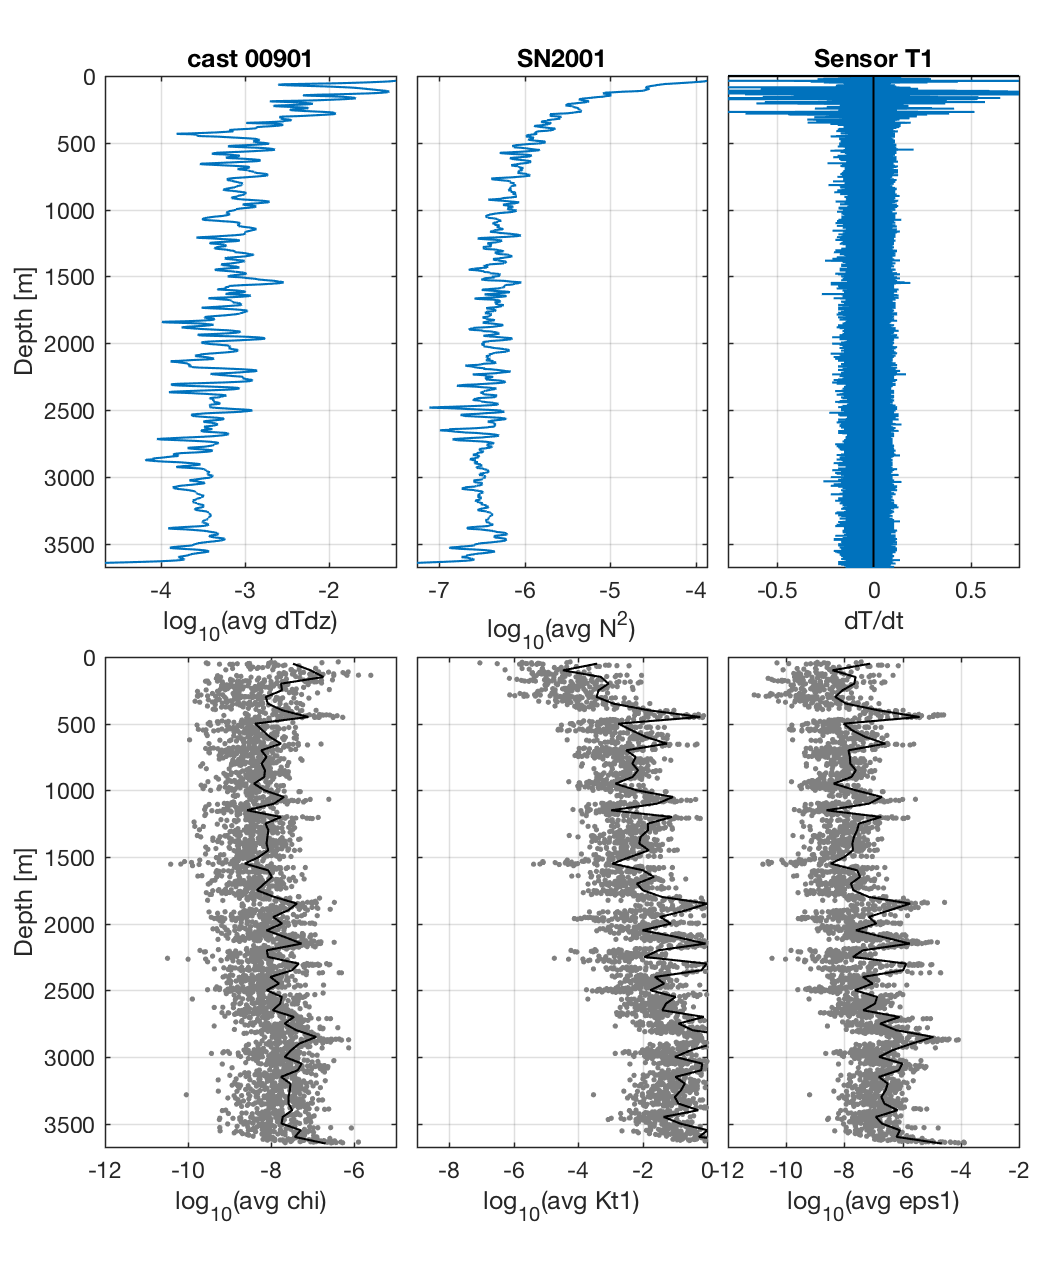 cast 00901
SN2001
Sensor T1
0
500
1000
1500
2000
2500
3000
3500
Depth [m]
-4 -3 -2
log10(avg dTdz)
-7 -6 -5 -4
log10(avg N2)
-0.5 0 0.5
dT/dt
0
500
1000
1500
2000
2500
3000
3500
Depth [m]
-12 -10 -8 -6
log10(avg chi)
-8 -6 -4 -2 0
log10(avg Kt1)
-12 -10 -8 -6 -4 -2
log10(avg eps1)